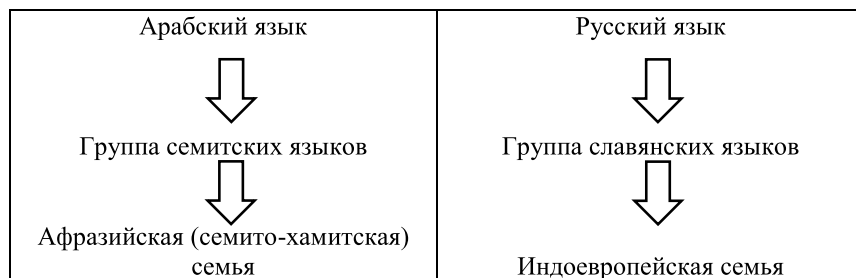 Арабский язык
Группа семитских языков
Афразийская (семито-хамитская)
семья
Русский язык
Группа славянских языков
Индоевропейская семья